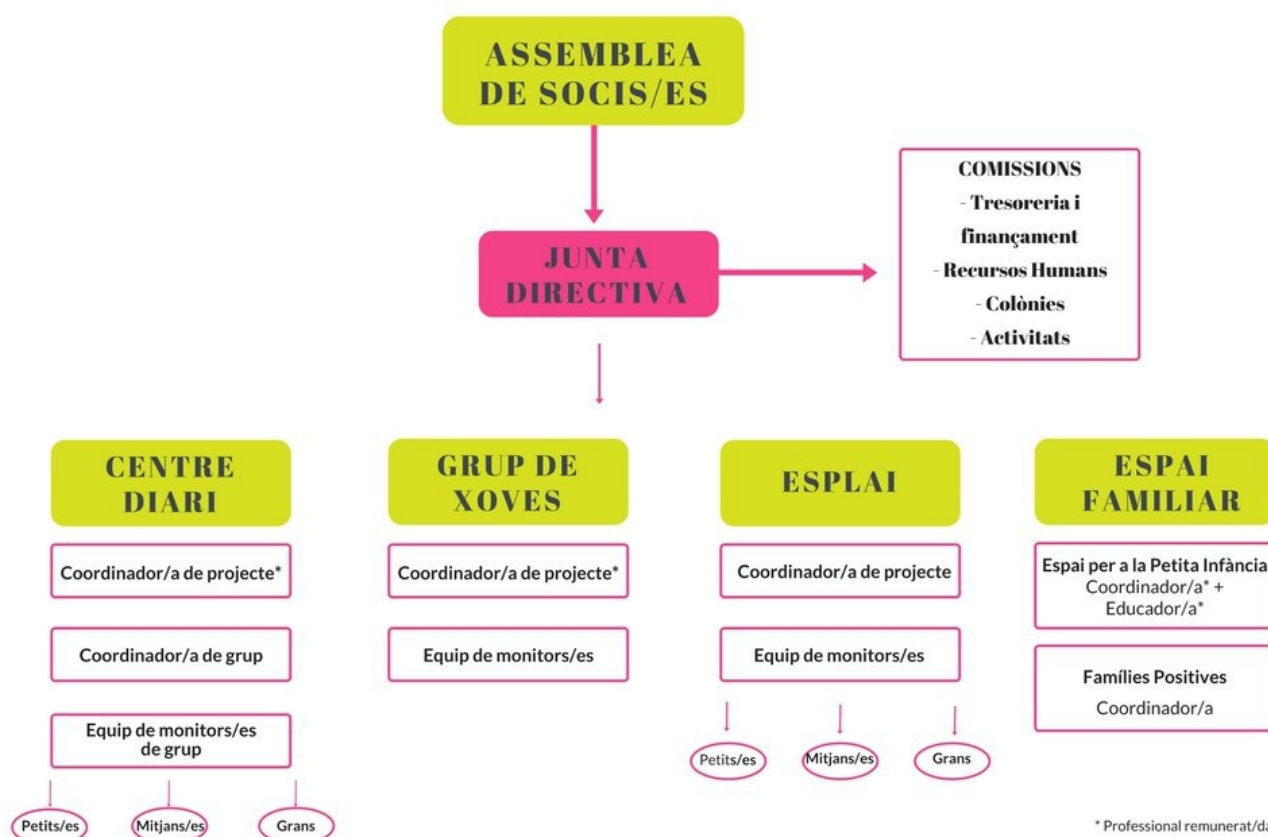 ASSEMBLEA
DE SOCIS/ES
JUNTA
DIRECTIVA
COMISSIONS
- Tresoreria i
finançament
- Recursos Humans
- Colònies
- Activitats
CENTRE
DIARI
Coordinador/a de projecte*
Coordinador/a de grup
Equip de monitors/es
de grup
Petits/es
Mitjans/es
Grans
GRUP DE
XOVES
Coordinador/a de projecte*
Equip de monitors/es
ESPLAI
Coordinador/a de projecte
Equip de monitors/es
Petits/es
Mitjans/es
Grans
ESPAI
FAMILIAR
Espai per a la Petita Infància
Coordinador/a* +
Educador/a*
Famílies Positives
Coordinador/a
* Professional remunerat/da